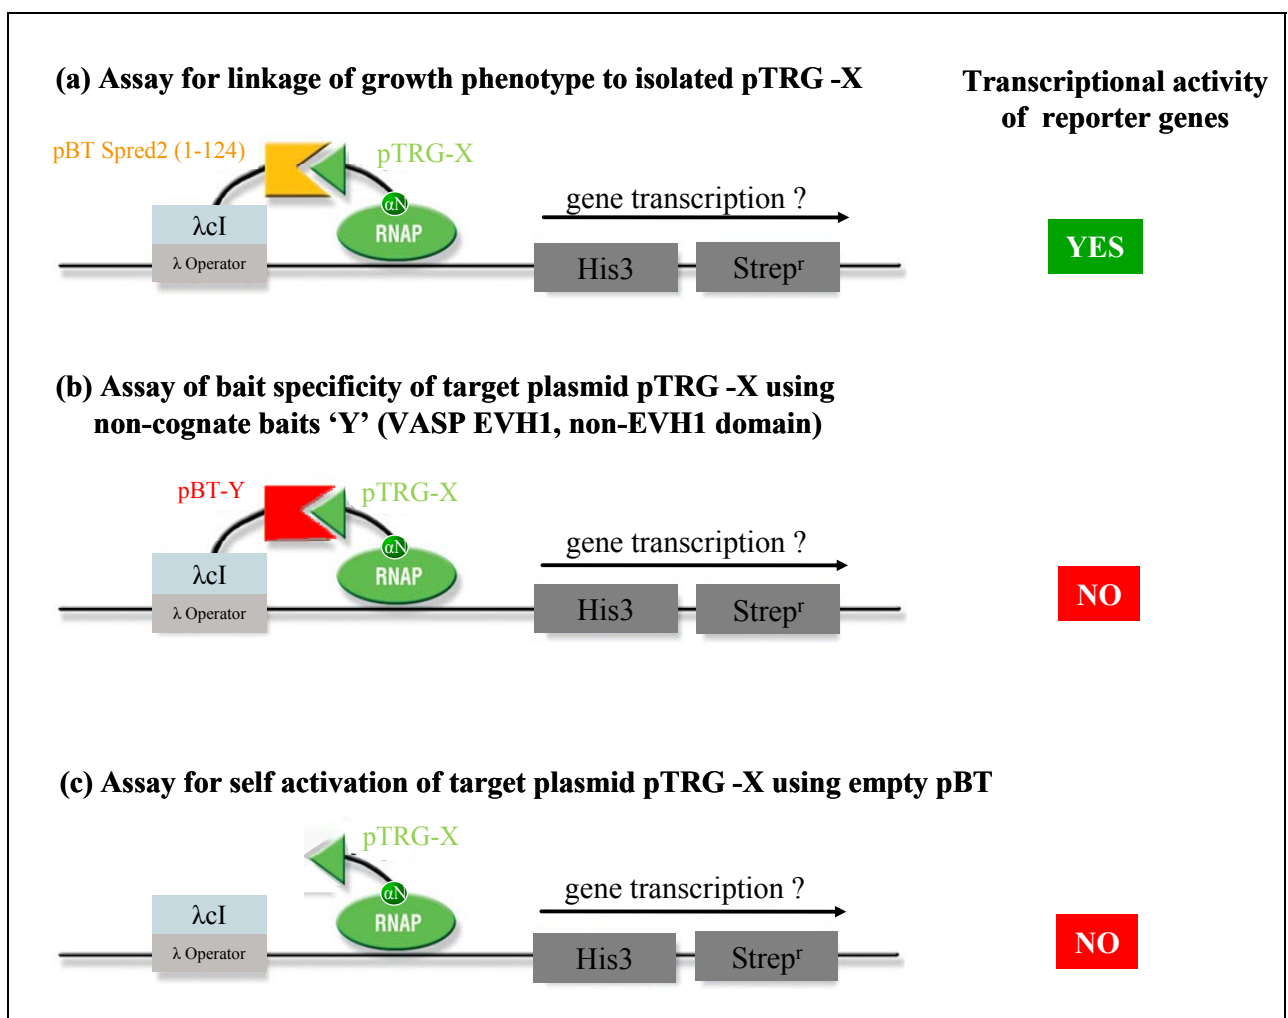 (a) Assay for linkage of growth phenotype to isolated pTRG -X
Transcriptional activity
of reporter genes
pBT Spred2 (1-124)
pTRG-X
αN
RNAP
λcI
λ Operator
gene transcription ?
His3
Strepʳ
YES
(b) Assay of bait specificity of target plasmid pTRG -X using
non-cognate baits ‘Y’ (VASP EVH1, non-EVH1 domain)
pBT-Y
pTRG-X
αN
RNAP
λcI
λ Operator
gene transcription ?
His3
Strepʳ
NO
(c) Assay for self activation of target plasmid pTRG -X using empty pBT
pTRG-X
αN
RNAP
λcI
λ Operator
gene transcription ?
His3
Strepʳ
NO